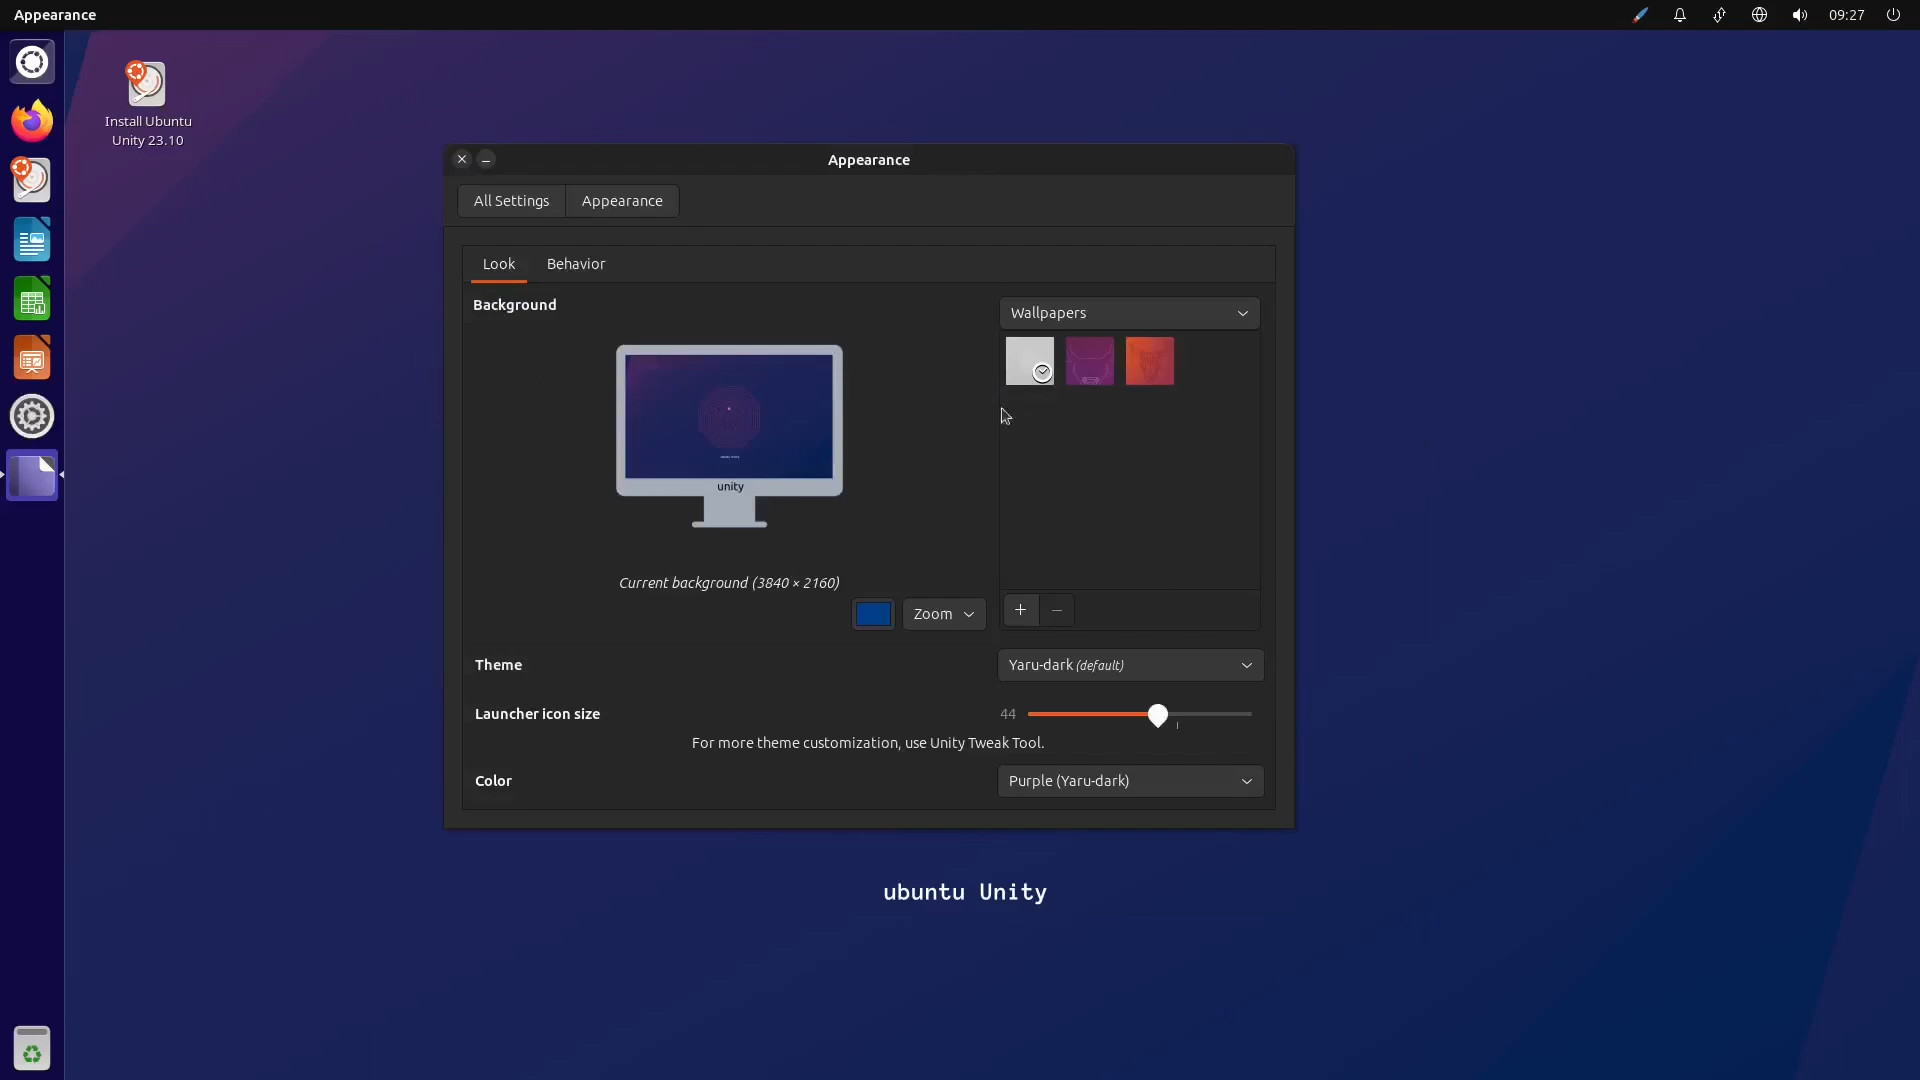 Appearance
09:27
Install Ubuntu
Unity 23.10
Appearance
All Settings
Appearance
Look
Behavior
Background
Wallpapers
unity
Current background (3840 × 2160)
Zoom
Theme
Yaru-dark (default)
Launcher icon size
44
For more theme customization, use Unity Tweak Tool.
Color
Purple (Yaru-dark)
ubuntu Unity